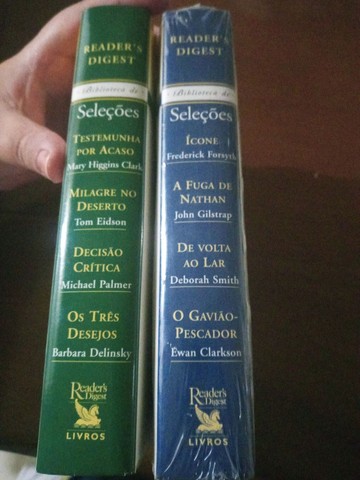 READER'S
DIGEST
Biblioteca de
Seleções
TESTEMUNHA
POR ACASO
Mary Higgins Clark
MILAGRE NO
DESERTO
Tom Eidson
DECISÃO
CRÍTICA
Michael Palmer
OS TRÊS
DESEJOS
Barbara Delinsky
Reader's
Digest
LIVROS
READER'S
DIGEST
Biblioteca de
Seleções
ÍCONE
Frederick Forsyth
A FUGA DE
NATHAN
John Gilstrap
DE VOLTA
AO LAR
Deborah Smith
O GAVIÃO-
PESCADOR
Ewan Clarkson
Reader's
Digest
LIVROS